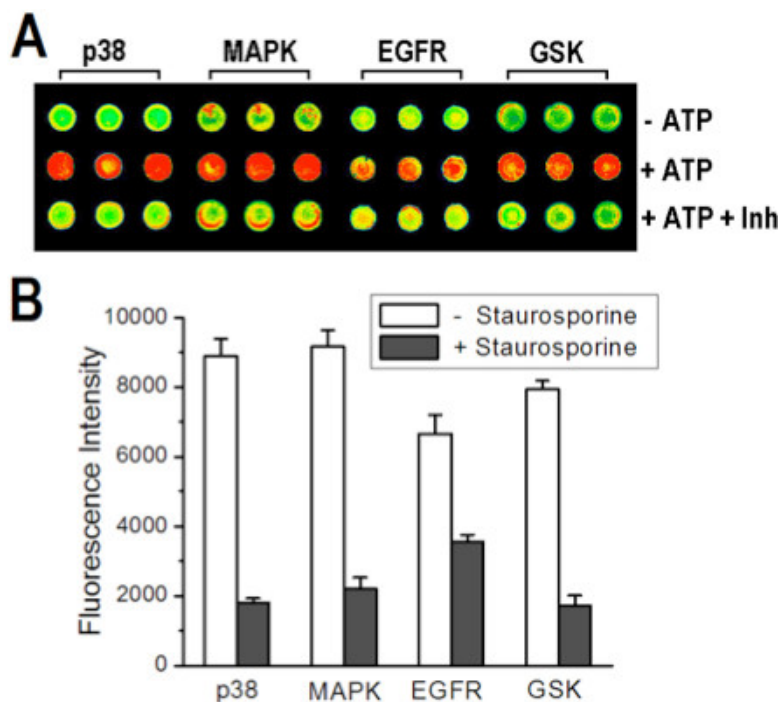 A
p38 MAPK EGFR GSK
- ATP
+ ATP
+ ATP + Inh
B
Fluorescence Intensity
10000
8000
6000
4000
2000
0
- Staurosporine
+ Staurosporine
p38 MAPK EGFR GSK